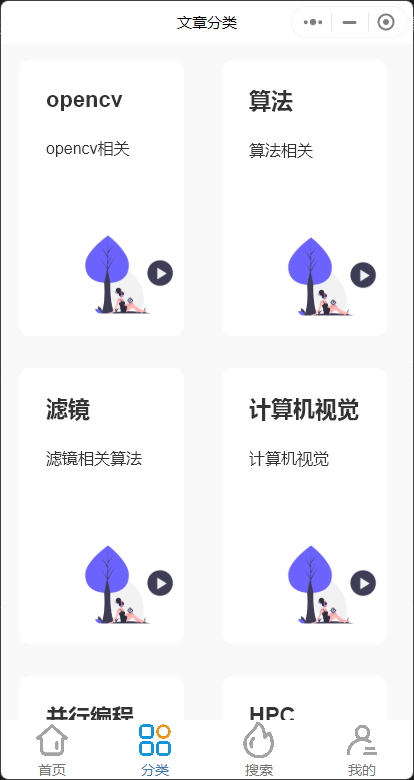 文章分类
opencv
opencv相关
算法
算法相关
滤镜
滤镜相关算法
计算机视觉
计算机视觉
并行编程
HPC
首页
分类
搜索
我的